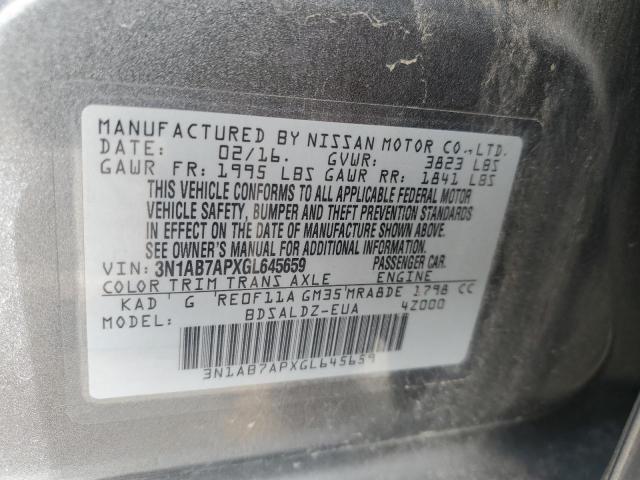 MANUFACTURED BY NISSAN MOTOR CO.,LTD.
DATE: 02/16. GVWR: 3823 LBS
GAWR FR: 1995 LBS GAWR RR: 1841 LBS
THIS VEHICLE CONFORMS TO ALL APPLICABLE FEDERAL MOTOR
VEHICLE SAFETY, BUMPER AND THEFT PREVENTION STANDARDS
IN EFFECT ON THE DATE OF MANUFACTURE SHOWN ABOVE.
SEE OWNER'S MANUAL FOR ADDITIONAL INFORMATION.
VIN: 3N1AB7APXGL645659 PASSENGER CAR.
COLOR TRIM TRANS AXLE ENGINE
KAD G RE0F11A GM35 MRA8DE 1798 CC
MODEL: BDSALDZ-EUA 4Z000
3N1AB7APXGL645659